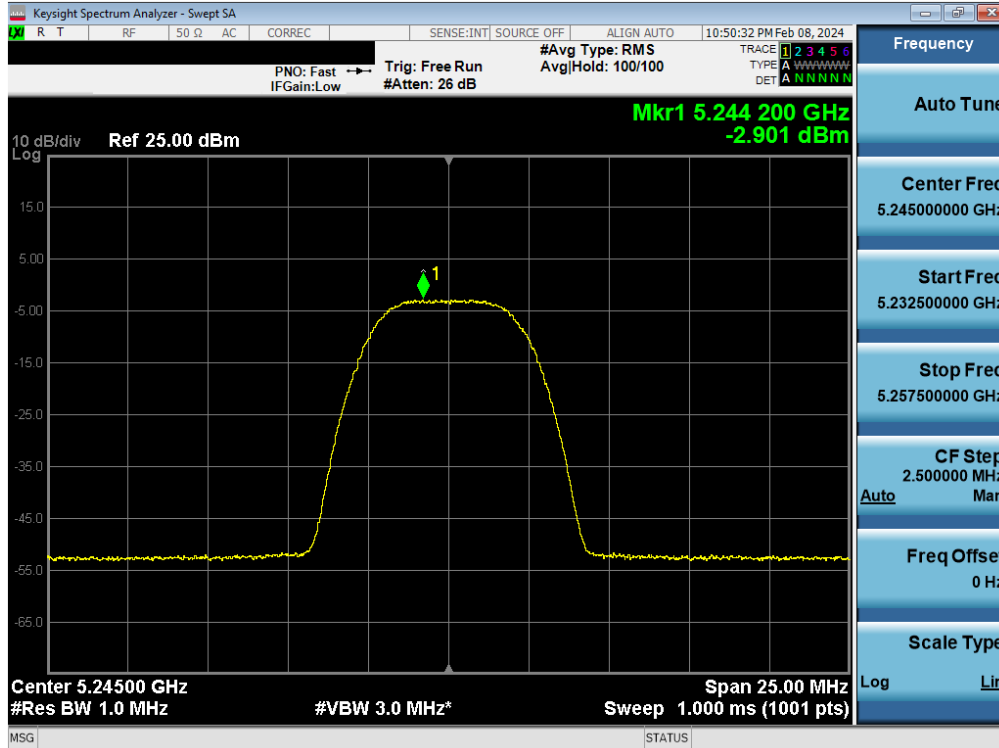 Keysight Spectrum Analyzer - Swept SA
LXI R T RF 50 Ω AC CORREC SENSE:INT SOURCE OFF ALIGN AUTO 10:50:32 PM Feb 08, 2024
PNO: Fast
IFGain:Low
Trig: Free Run
#Atten: 26 dB
#Avg Type: RMS
Avg|Hold: 100/100
TRACE 1 2 3 4 5 6
TYPE A WWWWW
DET A N N N N N
Mkr1 5.244 200 GHz
-2.901 dBm
10 dB/div Ref 25.00 dBm
Log
15.0
5.00
-5.00
-15.0
-25.0
-35.0
-45.0
-55.0
-65.0
1
Center 5.24500 GHz Span 25.00 MHz
#Res BW 1.0 MHz #VBW 3.0 MHz* Sweep 1.000 ms (1001 pts)
MSG STATUS
Frequency
Auto Tune
Center Freq
5.245000000 GHz
Start Freq
5.232500000 GHz
Stop Freq
5.257500000 GHz
CF Step
2.500000 MHz
Auto Man
Freq Offset
0 Hz
Scale Type
Log Lin